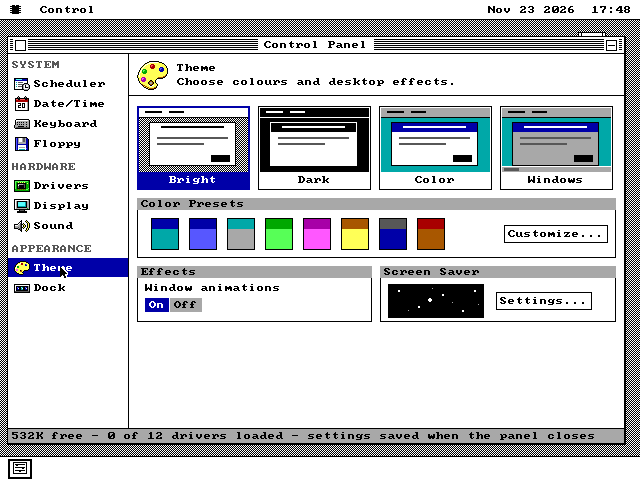 Control
Nov 23 2026 17:48
Control Panel
SYSTEM
Scheduler
Date/Time
Keyboard
Floppy
HARDWARE
Drivers
Display
Sound
APPEARANCE
Theme
Dock
Theme
Choose colours and desktop effects.
Bright
Dark
Color
Windows
Color Presets
Customize...
Effects
Window animations
On Off
Screen Saver
Settings...
532K free - 0 of 12 drivers loaded - settings saved when the panel closes